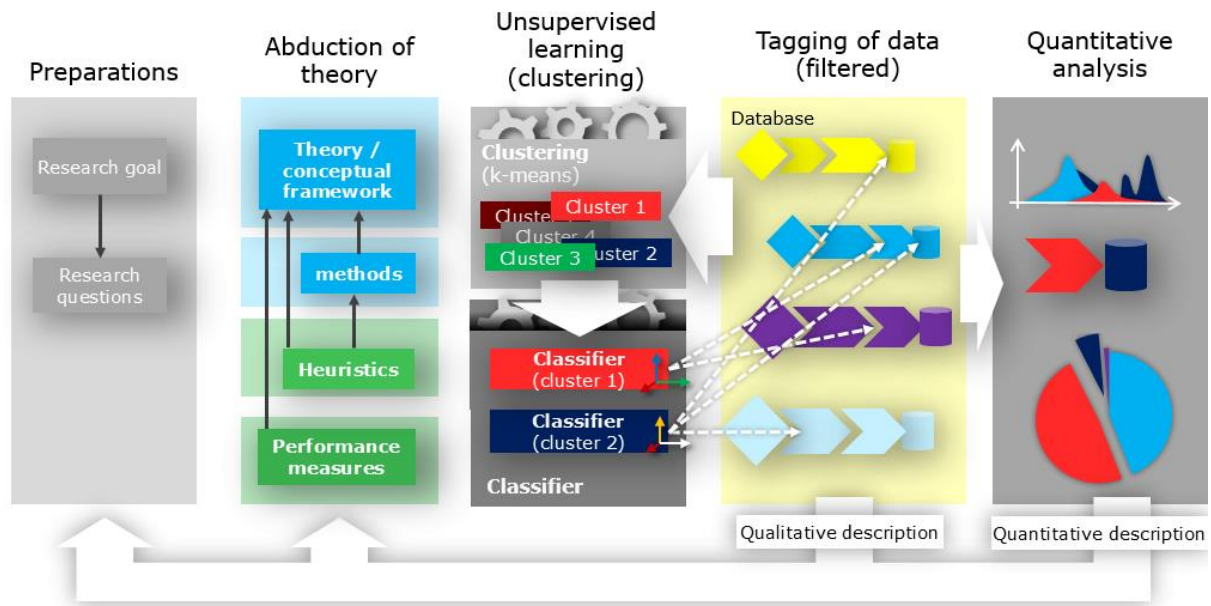 Preparations
Research goal
Research
questions
Abduction of
theory
Theory /
conceptual
framework
methods
Heuristics
Performance
measures
Unsupervised
learning
(clustering)
Clustering
(k-means)
Cluster
Cluster 1
Cluster 4
Cluster 2
Cluster 3
Classifier
(cluster 1)
Classifier
(cluster 2)
Classifier
Tagging of data
(filtered)
Database
Qualitative description
Quantitative
analysis
Quantitative description